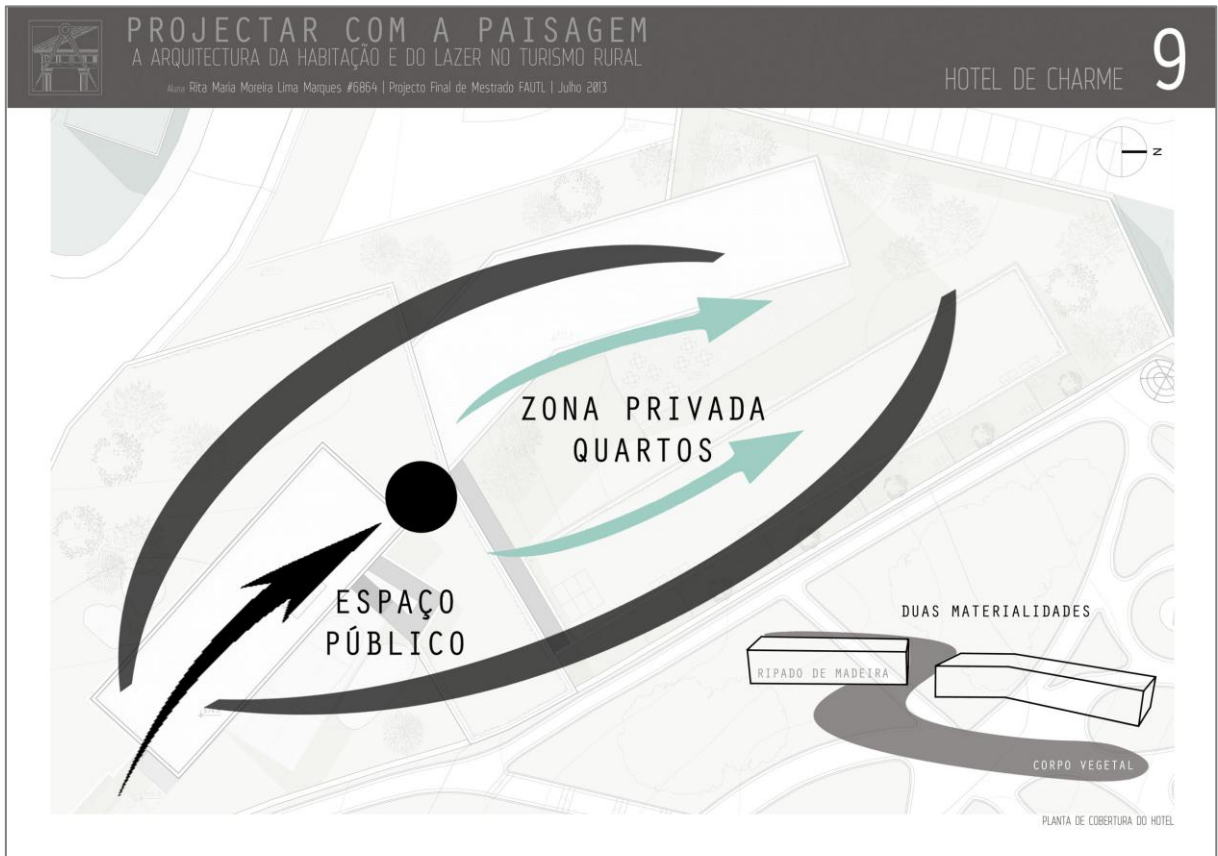 PROJECTAR COM A PAISAGEM
A ARQUITECTURA DA HABITAÇÃO E DO LAZER NO TURISMO RURAL
Aluna Rita Maria Moreira Lima Marques #6864 | Projecto Final de Mestrado FAUTL | Julho 2013
HOTEL DE CHARME 9
N
ZONA PRIVADA
QUARTOS
ESPAÇO
PÚBLICO
DUAS MATERIALIDADES
RIPADO DE MADEIRA
CORPO VEGETAL
PLANTA DE COBERTURA DO HOTEL